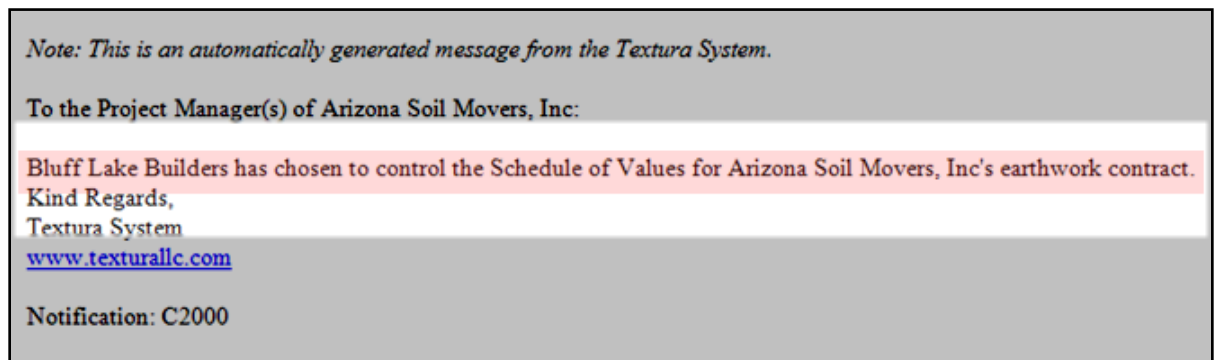 Note: This is an automatically generated message from the Textura System.
To the Project Manager(s) of Arizona Soil Movers, Inc:
Bluff Lake Builders has chosen to control the Schedule of Values for Arizona Soil Movers, Inc's earthwork contract.
Kind Regards,
Textura System
www.texturallc.com
Notification: C2000